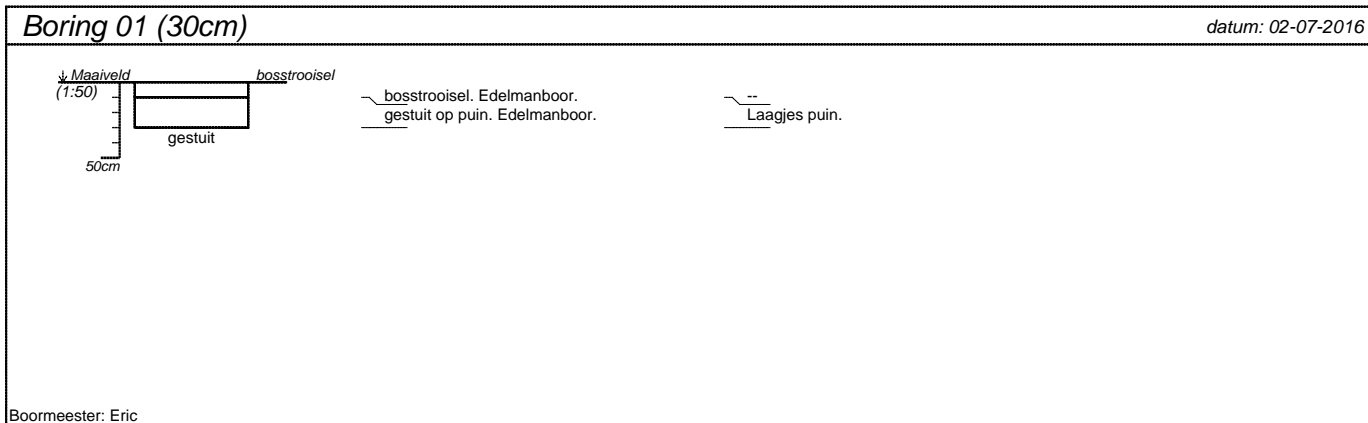 Boring 01 (30cm)
datum: 02-07-2016
Maaiveld
bosstrooisel
(1:50)
bosstrooisel. Edelmanboor.
--
gestuit op puin. Edelmanboor.
Laagjes puin.
gestuit
50cm
Boormeester: Eric